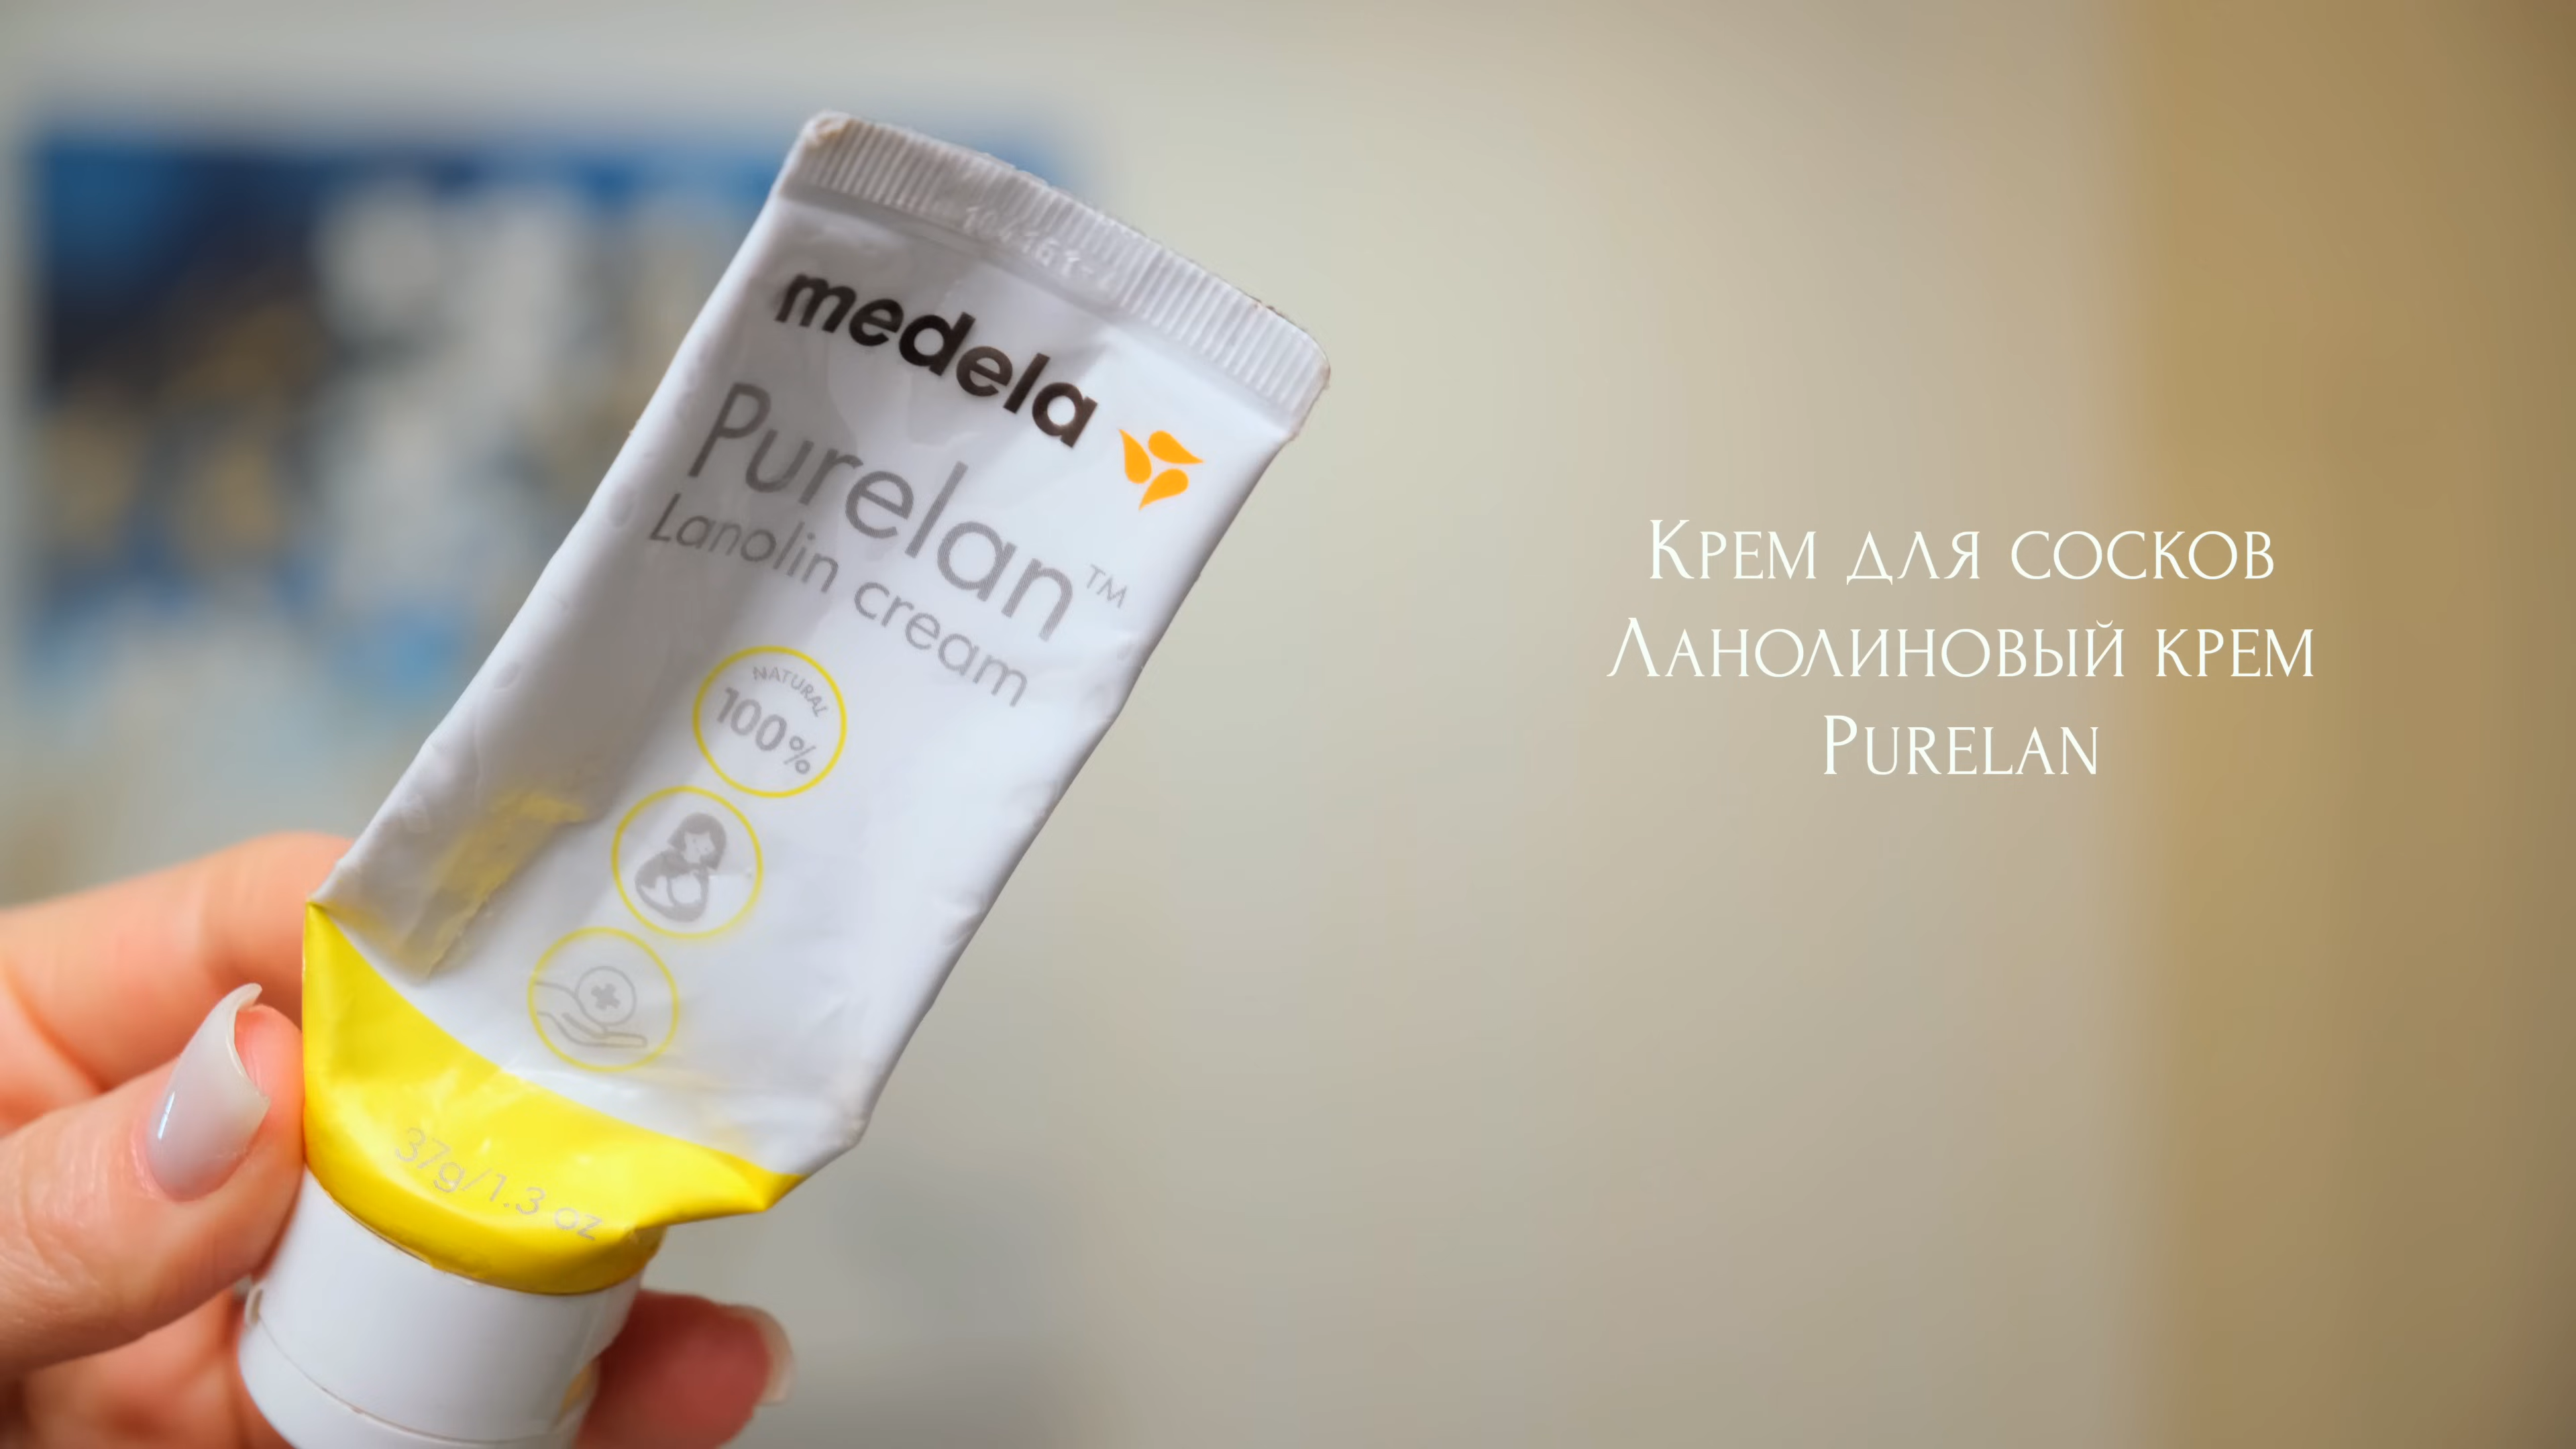 medela
Purelan™
Lanolin cream
NATURAL
100%
37g/1.3 oz
Крем для сосков
Ланолиновый крем
Purelan